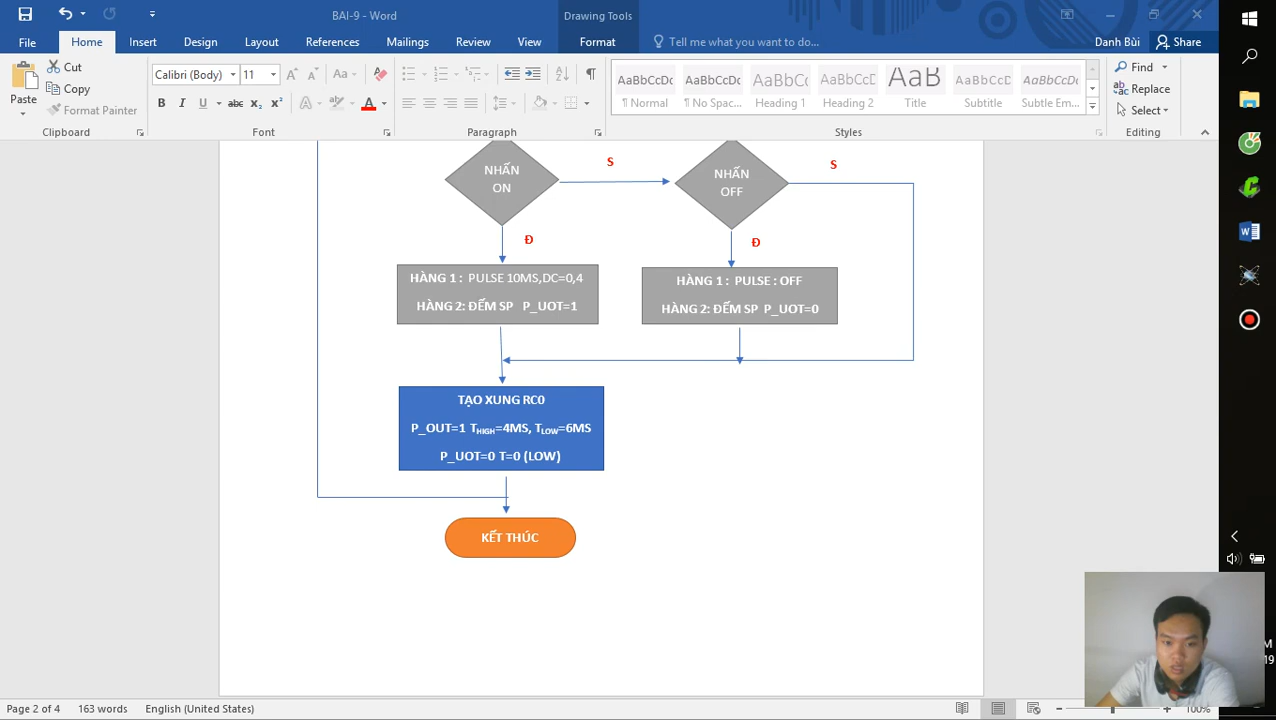 BAI-9 - Word
Drawing Tools
File
Home
Insert
Design
Layout
References
Mailings
Review
View
Format
Tell me what you want to do...
Danh Bùi
Share
Paste
Cut
Copy
Format Painter
Clipboard
Calibri (Body)
11
Font
Paragraph
AaBbCcDc
¶ Normal
AaBbCcDc
¶ No Spac...
AaBbCc
Heading 1
AaBbCcD
Heading 2
AaB
Title
AaBbCcD
Subtitle
AaBbCcDc
Subtle Em...
Styles
Find
Replace
Select
Editing
NHẤN
ON
S
NHẤN
OFF
S
Đ
Đ
HÀNG 1 : PULSE 10MS,DC=0,4
HÀNG 2: ĐẾM SP P_UOT=1
HÀNG 1 : PULSE : OFF
HÀNG 2: ĐẾM SP P_UOT=0
TẠO XUNG RC0
P_OUT=1 THIGH=4MS, TLOW=6MS
P_UOT=0 T=0 (LOW)
KẾT THÚC
Page 2 of 4
163 words
English (United States)
100%